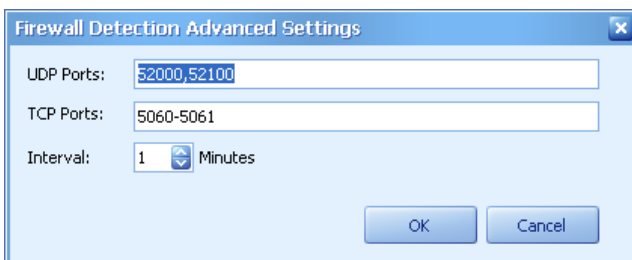 Firewall Detection Advanced Settings
UDP Ports: 52000,52100
TCP Ports: 5060-5061
Interval: 1 Minutes
OK Cancel